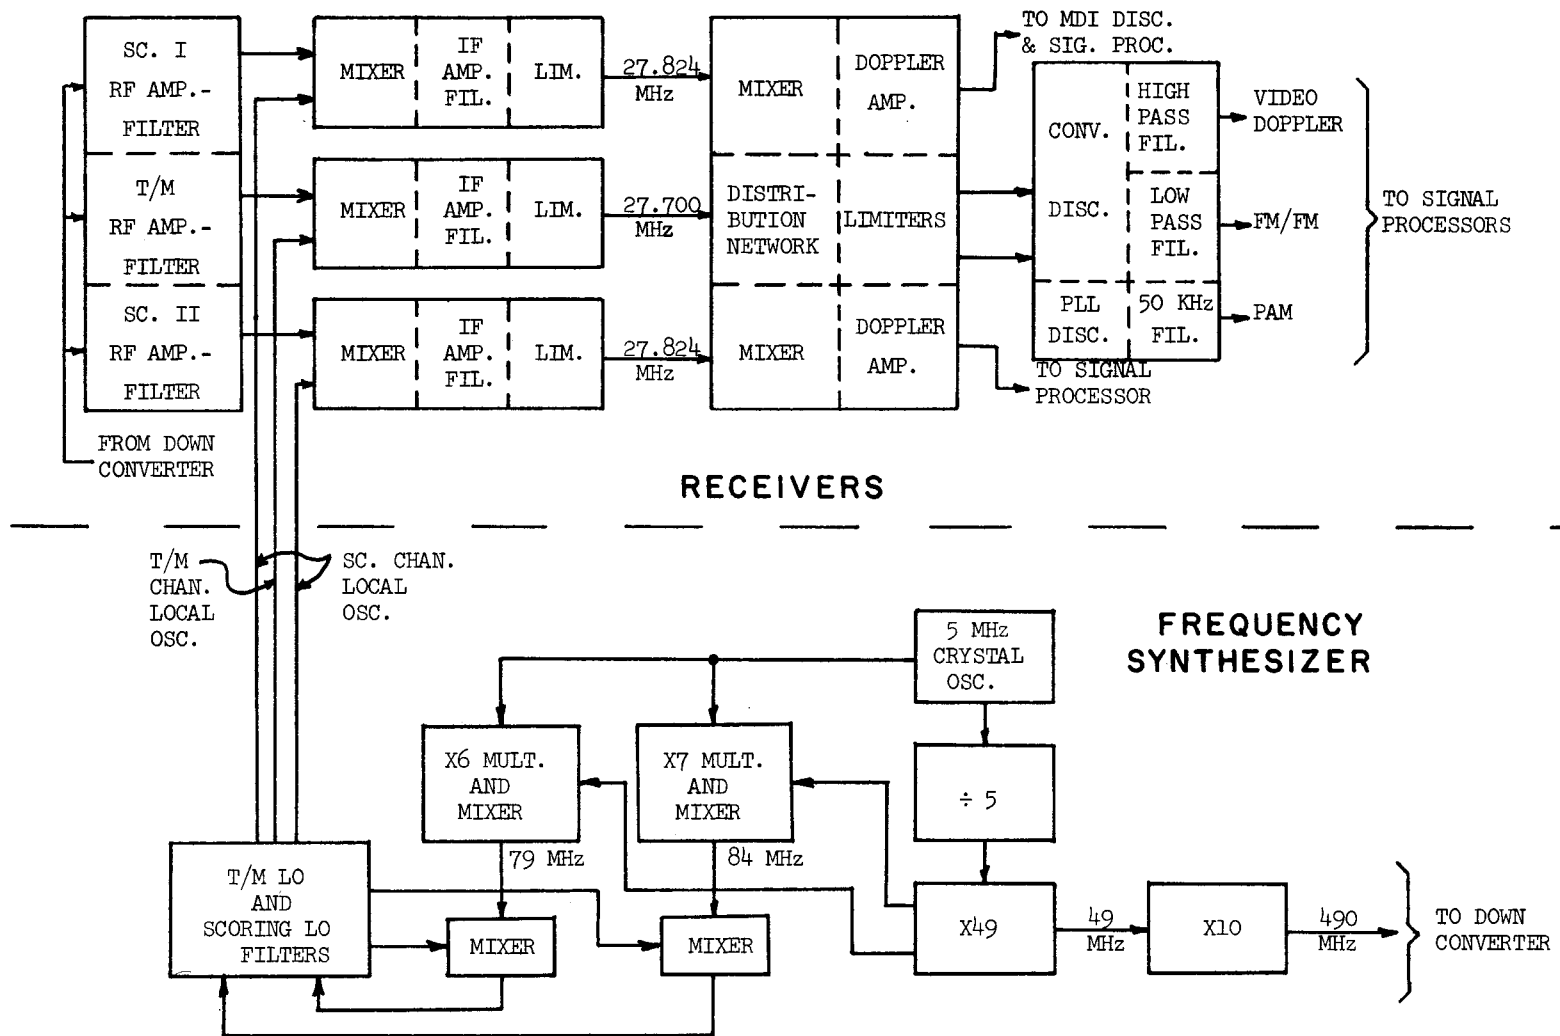 SC. I
RF AMP.-
FILTER
T/M
RF AMP.-
FILTER
SC. II
RF AMP.-
FILTER
FROM DOWN
CONVERTER
MIXER
IF
AMP.
FIL.
LIM.
27.824
MHz
MIXER
IF
AMP.
FIL.
LIM.
27.700
MHz
MIXER
IF
AMP.
FIL.
LIM.
27.824
MHz
MIXER
DOPPLER
AMP.
DISTRI-
BUTION
NETWORK
LIMITERS
MIXER
DOPPLER
AMP.
TO MDI DISC.
& SIG. PROC.
CONV.
DISC.
HIGH
PASS
FIL.
LOW
PASS
FIL.
PLL
DISC.
50 KHz
FIL.
VIDEO
DOPPLER
FM/FM
PAM
TO SIGNAL
PROCESSORS
TO SIGNAL
PROCESSOR
RECEIVERS
T/M
CHAN.
LOCAL
OSC.
SC. CHAN.
LOCAL
OSC.
FREQUENCY
SYNTHESIZER
5 MHz
CRYSTAL
OSC.
X6 MULT.
AND
MIXER
X7 MULT.
AND
MIXER
÷ 5
79 MHz
84 MHz
T/M LO
AND
SCORING LO
FILTERS
MIXER
MIXER
X49
49
MHz
X10
490
MHz
TO DOWN
CONVERTER